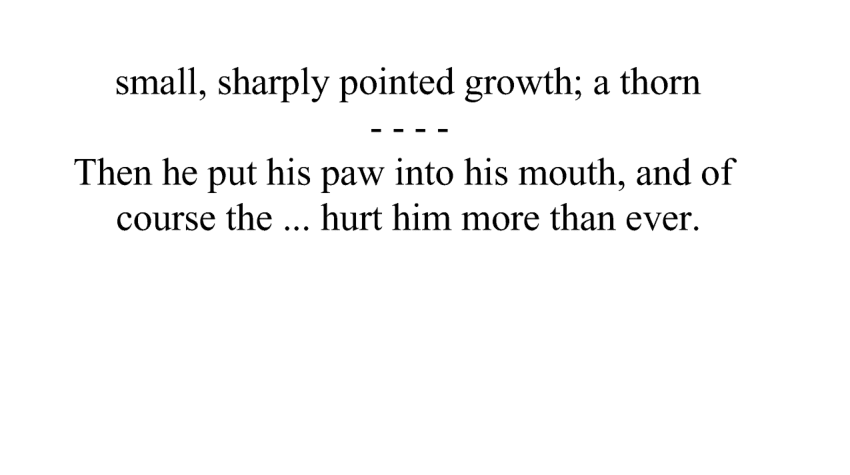 small, sharply pointed growth; a thorn
- - - -
Then he put his paw into his mouth, and of
course the ... hurt him more than ever.